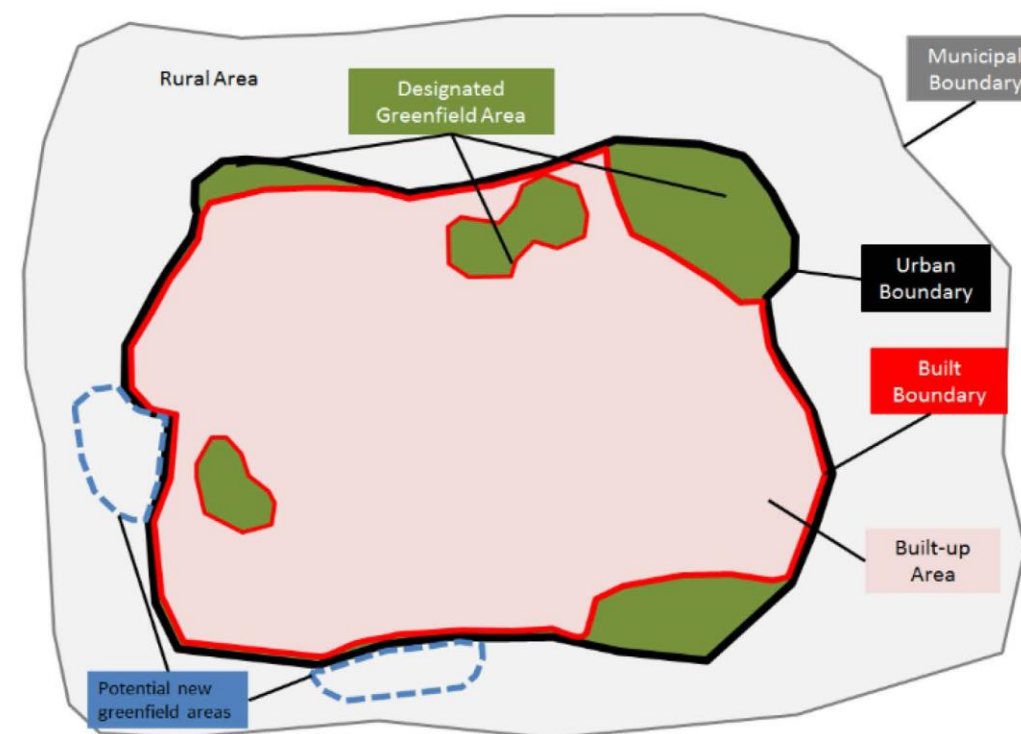 Rural Area
Designated
Greenfield Area
Municipal
Boundary
Urban
Boundary
Built
Boundary
Built-up
Area
Potential new
greenfield areas